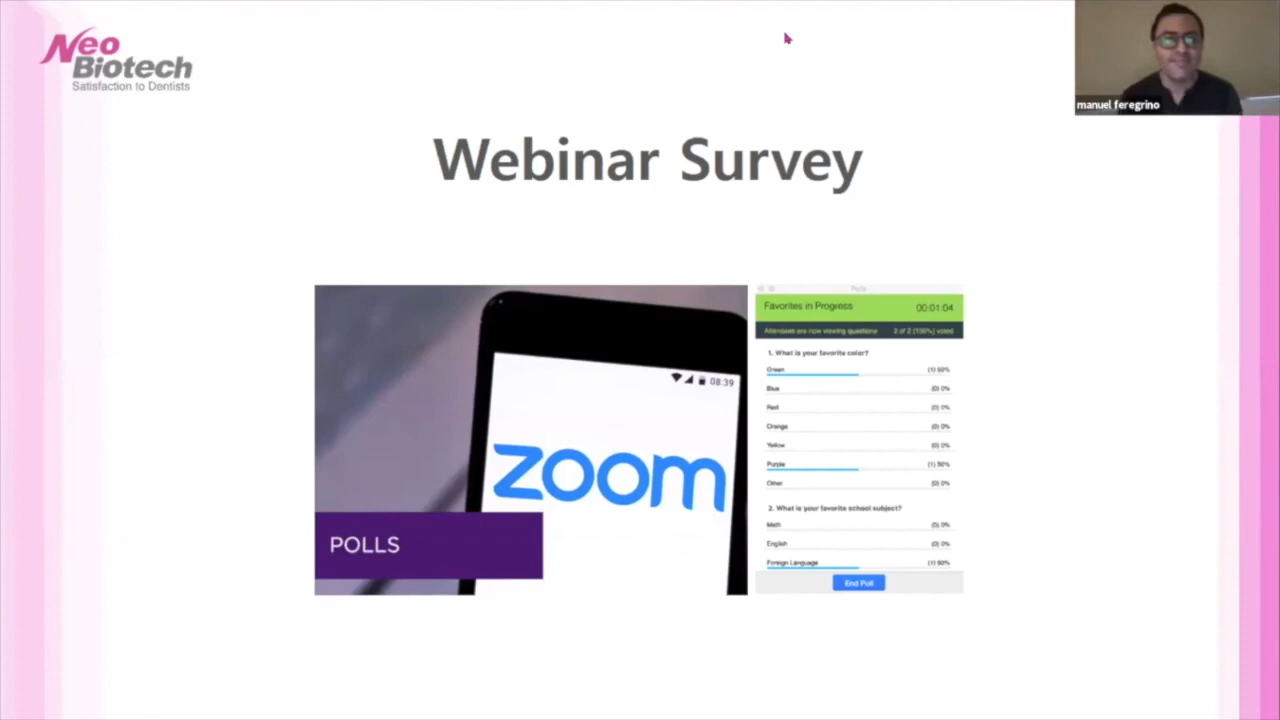 Neo
Biotech
Satisfaction to Dentists
manuel feregrino
Webinar Survey
08:39
zoom
POLLS
Polls
Favorites in Progress 00:01:04
Attendees are now viewing questions 2 of 2 (100%) voted
1. What is your favorite color?
Green (1) 50%
Blue (0) 0%
Red (0) 0%
Orange (0) 0%
Yellow (0) 0%
Purple (1) 50%
Other (0) 0%
2. What is your favorite school subject?
Math (0) 0%
English (0) 0%
Foreign Language (1) 50%
End Poll